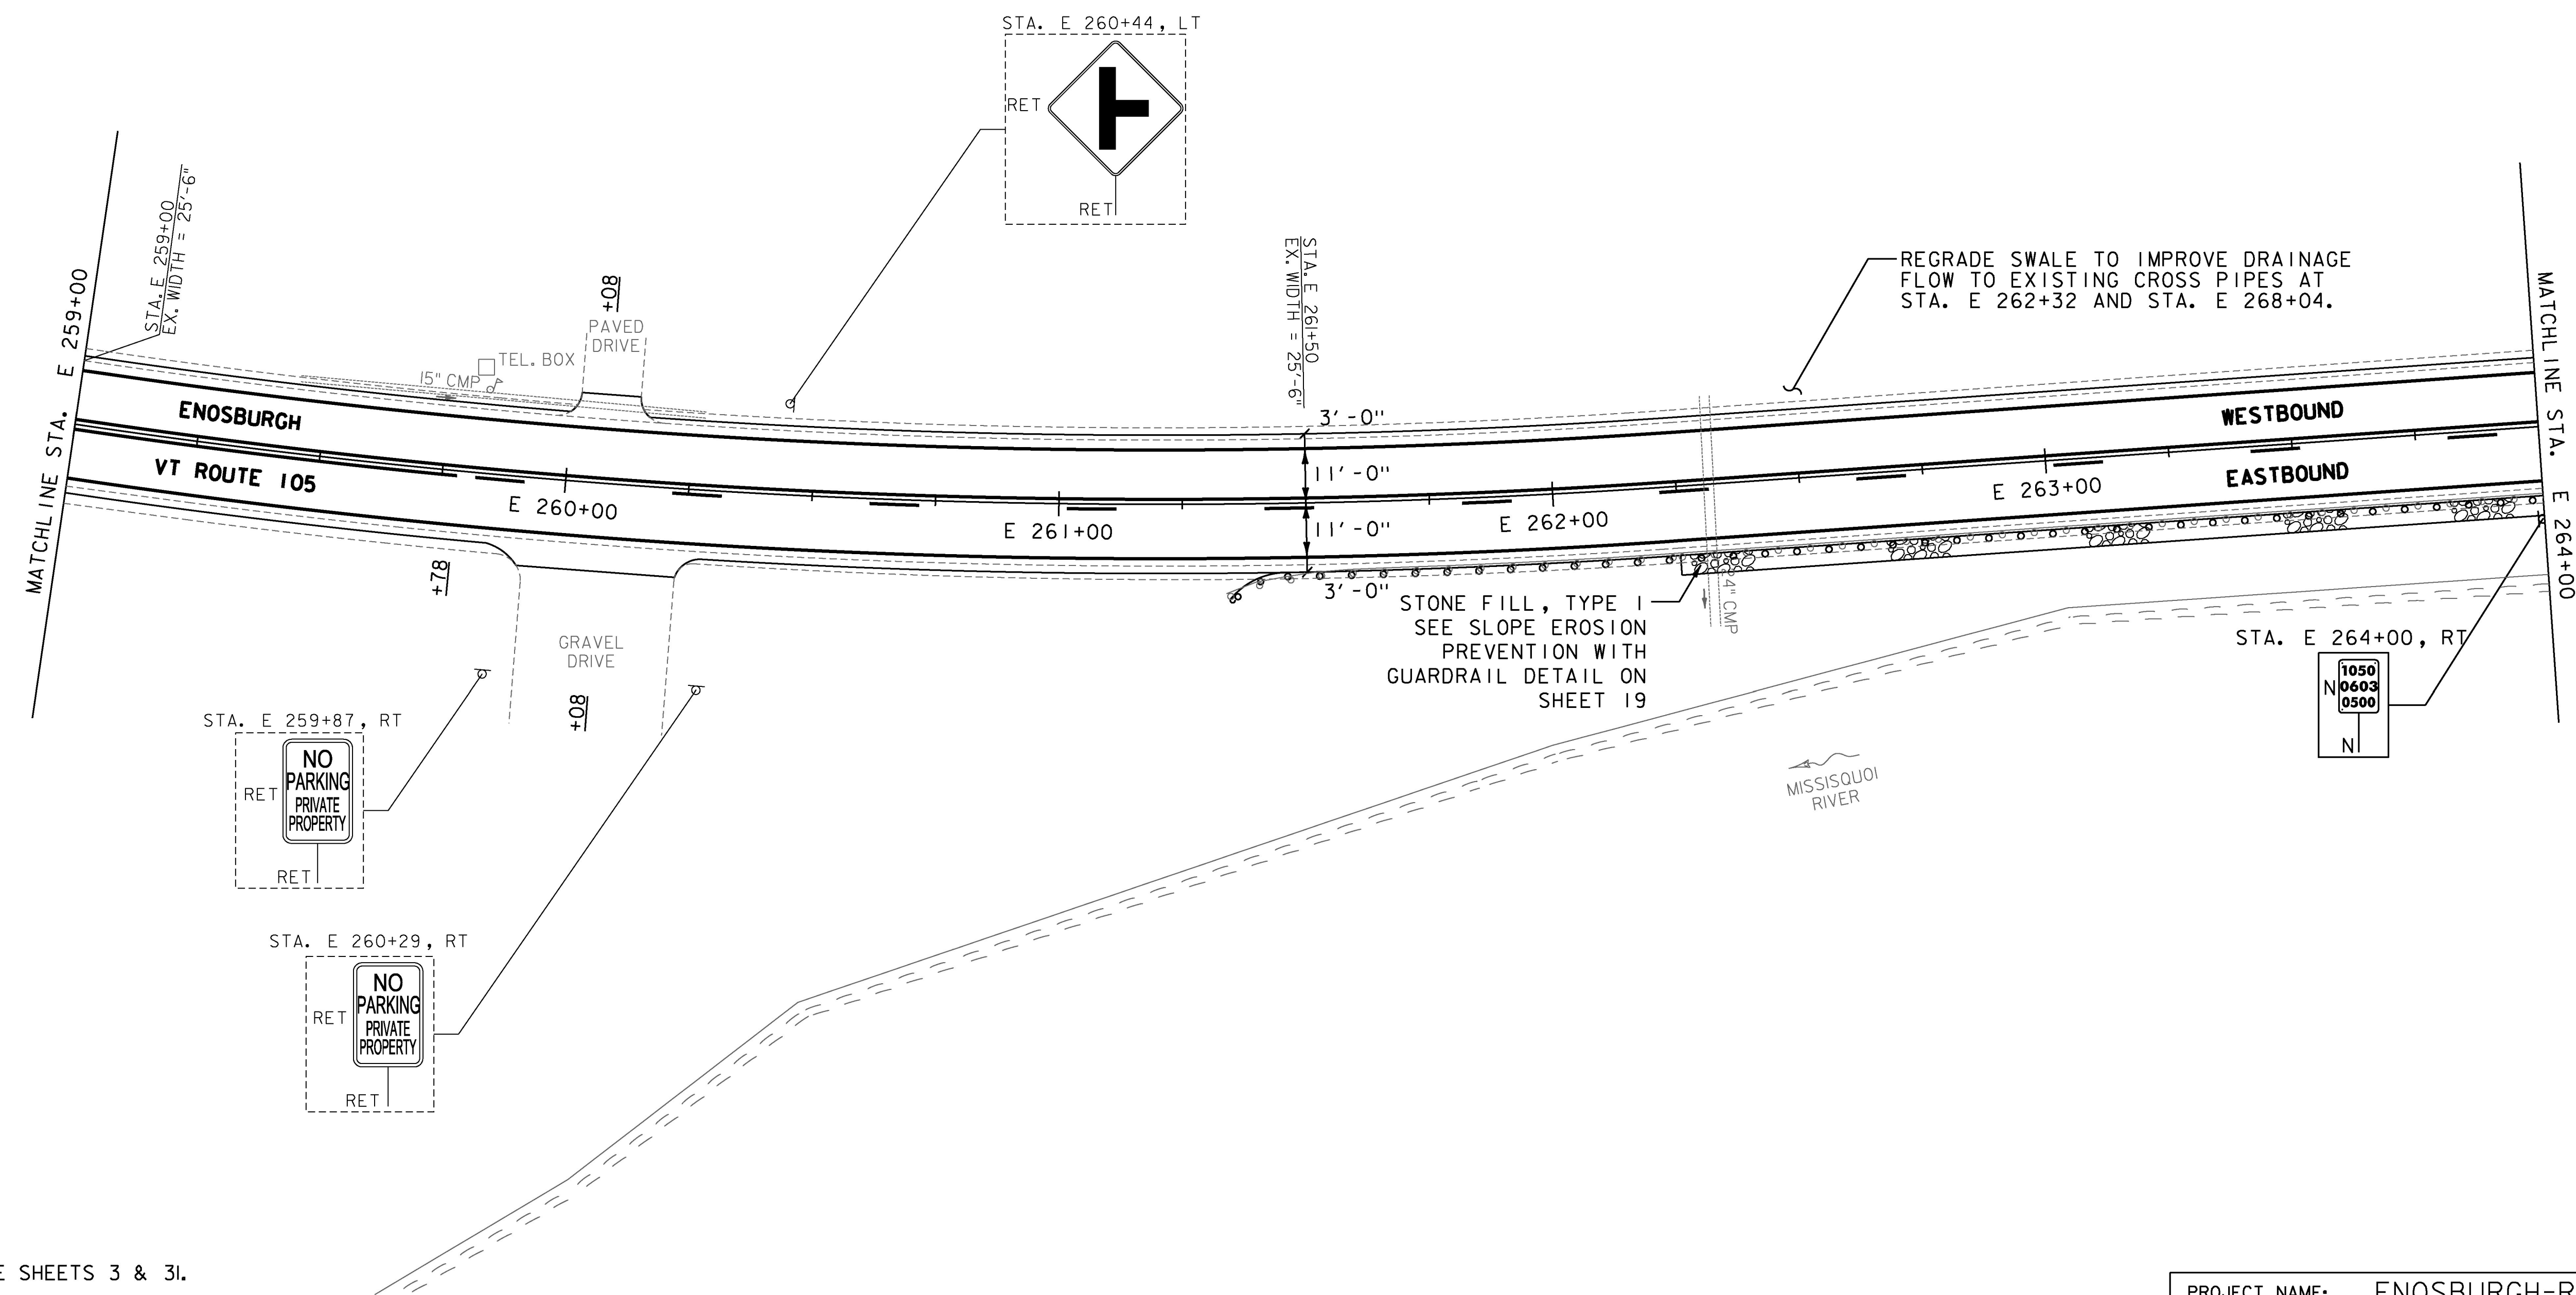 STA. E 260+44, LT
RET
RET
STA. E 259+00
EX. WIDTH = 25'-6"
MATCHLINE STA. E 259+00
+08
PAVED
DRIVE
TEL. BOX
15" CMP
STA. E 261+50
EX. WIDTH = 25'-6"
REGRADE SWALE TO IMPROVE DRAINAGE
FLOW TO EXISTING CROSS PIPES AT
STA. E 262+32 AND STA. E 268+04.
MATCHLINE STA. E 264+00
ENOSBURGH
VT ROUTE 105
WESTBOUND
EASTBOUND
3'-0"
11'-0"
11'-0"
3'-0"
E 260+00
E 261+00
E 262+00
E 263+00
+78
GRAVEL
DRIVE
+08
STONE FILL, TYPE I
SEE SLOPE EROSION
PREVENTION WITH
GUARDRAIL DETAIL ON
SHEET 19
4" CMP
STA. E 264+00, RT
N
1050
0603
0500
N
MISSISQUOI
RIVER
STA. E 259+87, RT
RET
NO
PARKING
PRIVATE
PROPERTY
RET
STA. E 260+29, RT
RET
NO
PARKING
PRIVATE
PROPERTY
RET
E SHEETS 3 & 31.
PROJECT NAME: ENOSBURGH-R